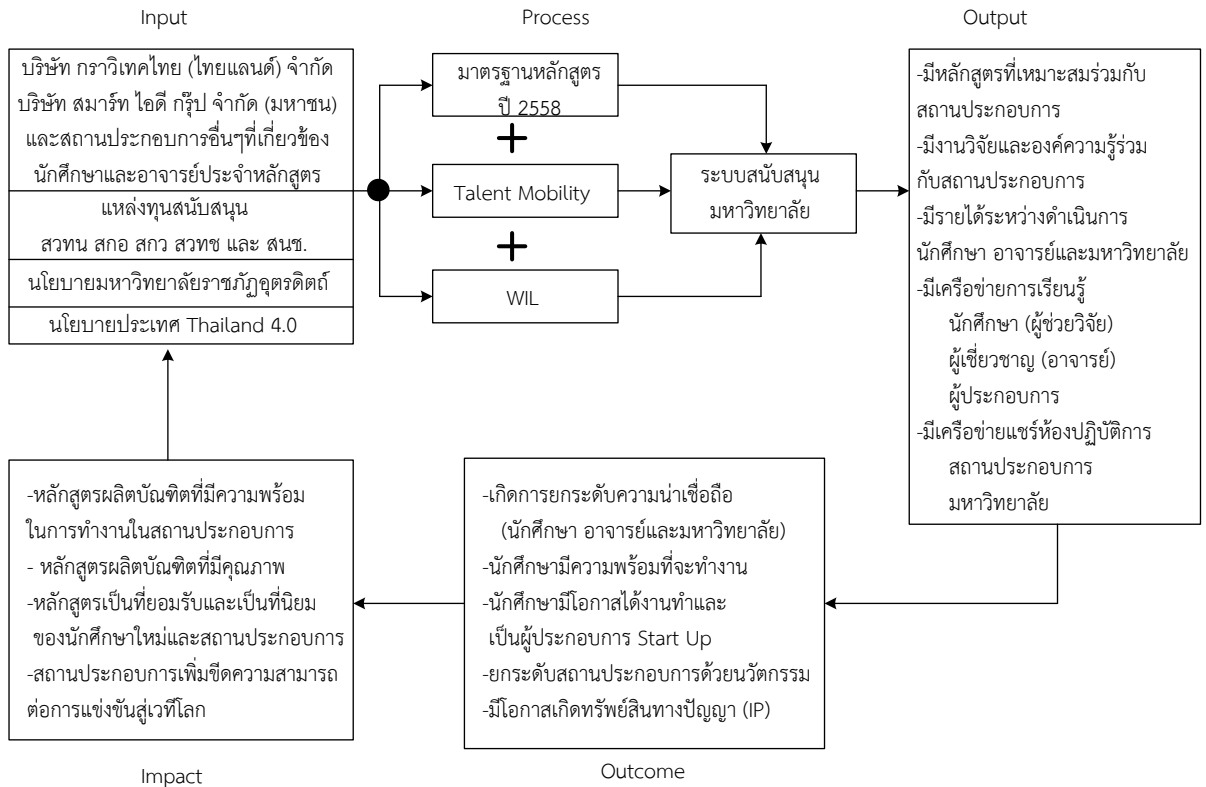 Input
Process
Output
บริษัท กราวิเทคไทย (ไทยแลนด์) จำกัด
บริษัท สมาร์ท ไอดี กรุ๊ป จำกัด (มหาชน)
และสถานประกอบการอื่นๆที่เกี่ยวข้อง
นักศึกษาและอาจารย์ประจำหลักสูตร
แหล่งทุนสนับสนุน
สวทน สกอ สกว สวทช และ สนช.
นโยบายมหาวิทยาลัยราชภัฏอุตรดิตถ์
นโยบายประเทศ Thailand 4.0
มาตรฐานหลักสูตร
ปี 2558
+
Talent Mobility
+
WIL
ระบบสนับสนุน
มหาวิทยาลัย
-มีหลักสูตรที่เหมาะสมร่วมกับ
สถานประกอบการ
-มีงานวิจัยและองค์ความรู้ร่วม
กับสถานประกอบการ
-มีรายได้ระหว่างดำเนินการ
นักศึกษา อาจารย์และมหาวิทยาลัย
-มีเครือข่ายการเรียนรู้
นักศึกษา (ผู้ช่วยวิจัย)
ผู้เชี่ยวชาญ (อาจารย์)
ผู้ประกอบการ
-มีเครือข่ายแชร์ห้องปฏิบัติการ
สถานประกอบการ
มหาวิทยาลัย
-หลักสูตรผลิตบัณฑิตที่มีความพร้อม
ในการทำงานในสถานประกอบการ
- หลักสูตรผลิตบัณฑิตที่มีคุณภาพ
-หลักสูตรเป็นที่ยอมรับและเป็นที่นิยม
ของนักศึกษาใหม่และสถานประกอบการ
-สถานประกอบการเพิ่มขีดความสามารถ
ต่อการแข่งขันสู่เวทีโลก
Impact
-เกิดการยกระดับความน่าเชื่อถือ
(นักศึกษา อาจารย์และมหาวิทยาลัย)
-นักศึกษามีความพร้อมที่จะทำงาน
-นักศึกษามีโอกาสได้งานทำและ
เป็นผู้ประกอบการ Start Up
-ยกระดับสถานประกอบการด้วยนวัตกรรม
-มีโอกาสเกิดทรัพย์สินทางปัญญา (IP)
Outcome